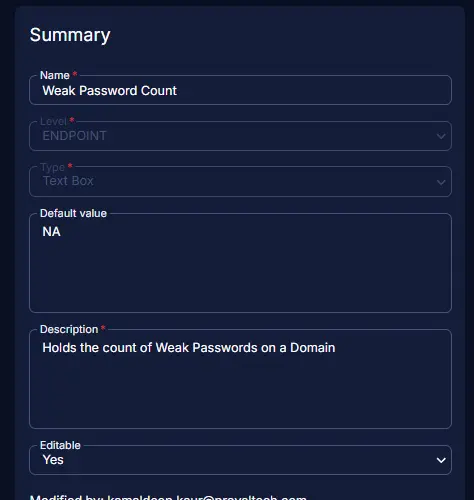 Summary
Name *
Weak Password Count
Level *
ENDPOINT
Type *
Text Box
Default value
NA
Description *
Holds the count of Weak Passwords on a Domain
Editable
Yes
Modified by: